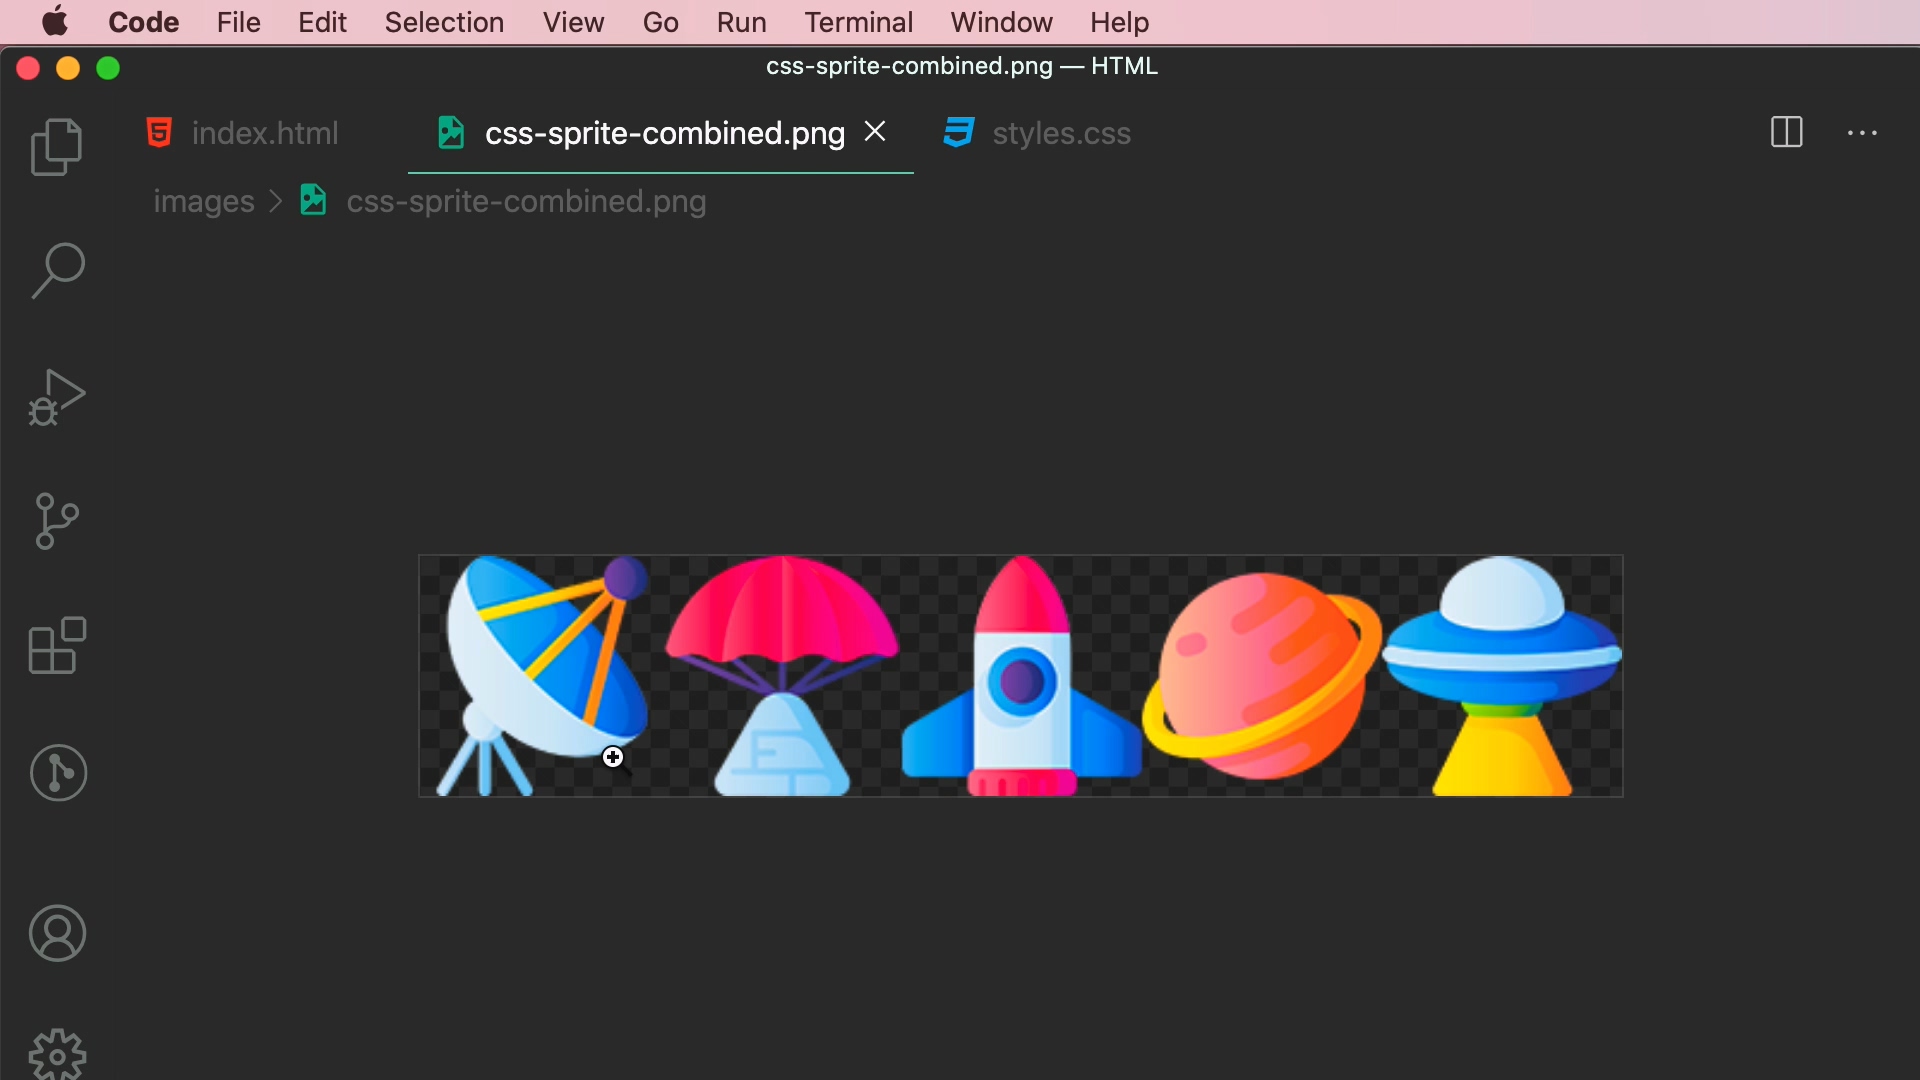 Code File Edit Selection View Go Run Terminal Window Help
css-sprite-combined.png — HTML
index.html css-sprite-combined.png styles.css
images > css-sprite-combined.png